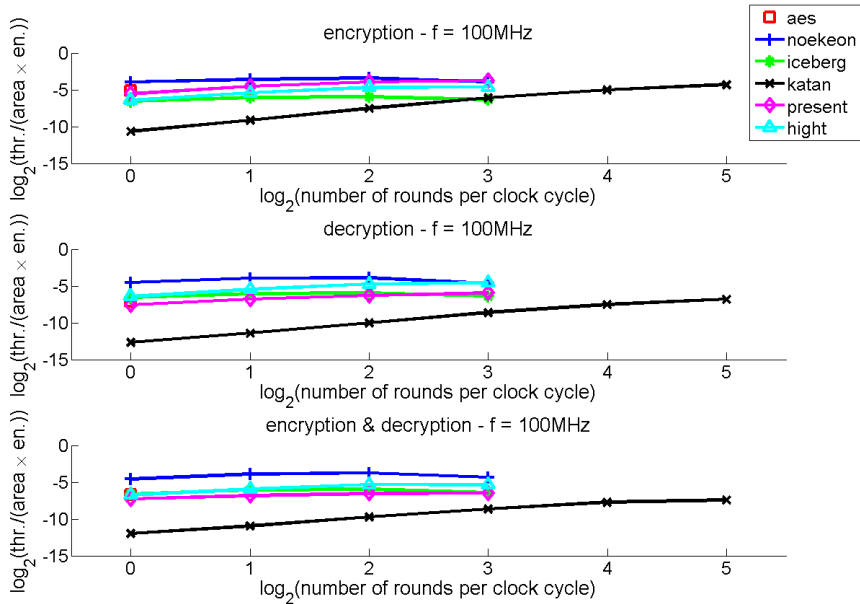 encryption - f = 100MHz
log2(thr./(area × en.))
0
-5
-10
-15
0 1 2 3 4 5
log2(number of rounds per clock cycle)
aes
noekeon
iceberg
katan
present
hight
decryption - f = 100MHz
log2(thr./(area × en.))
0
-5
-10
-15
0 1 2 3 4 5
log2(number of rounds per clock cycle)
encryption & decryption - f = 100MHz
log2(thr./(area × en.))
0
-5
-10
-15
0 1 2 3 4 5
log2(number of rounds per clock cycle)